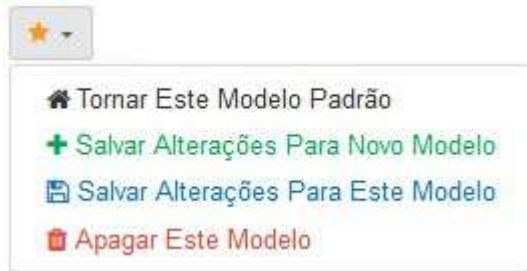 Tornar Este Modelo Padrão
Salvar Alterações Para Novo Modelo
Salvar Alterações Para Este Modelo
Apagar Este Modelo